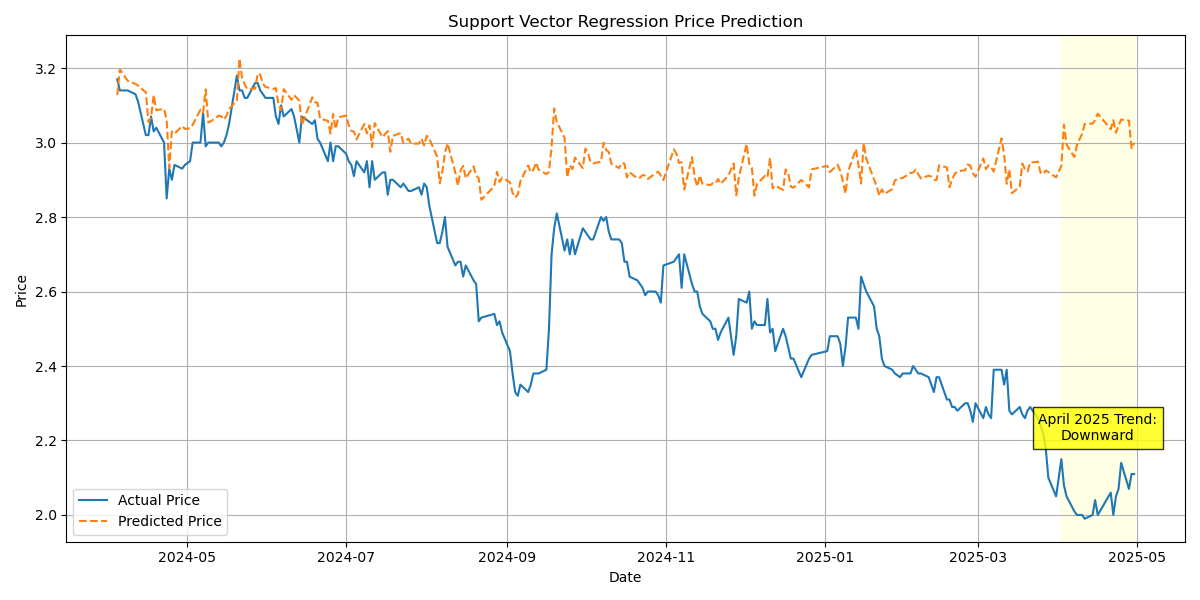 Support Vector Regression Price Prediction
Price
3.2
3.0
2.8
2.6
2.4
2.2
2.0
April 2025 Trend:
Downward
Actual Price
Predicted Price
2024-05
2024-07
2024-09
2024-11
2025-01
2025-03
2025-05
Date